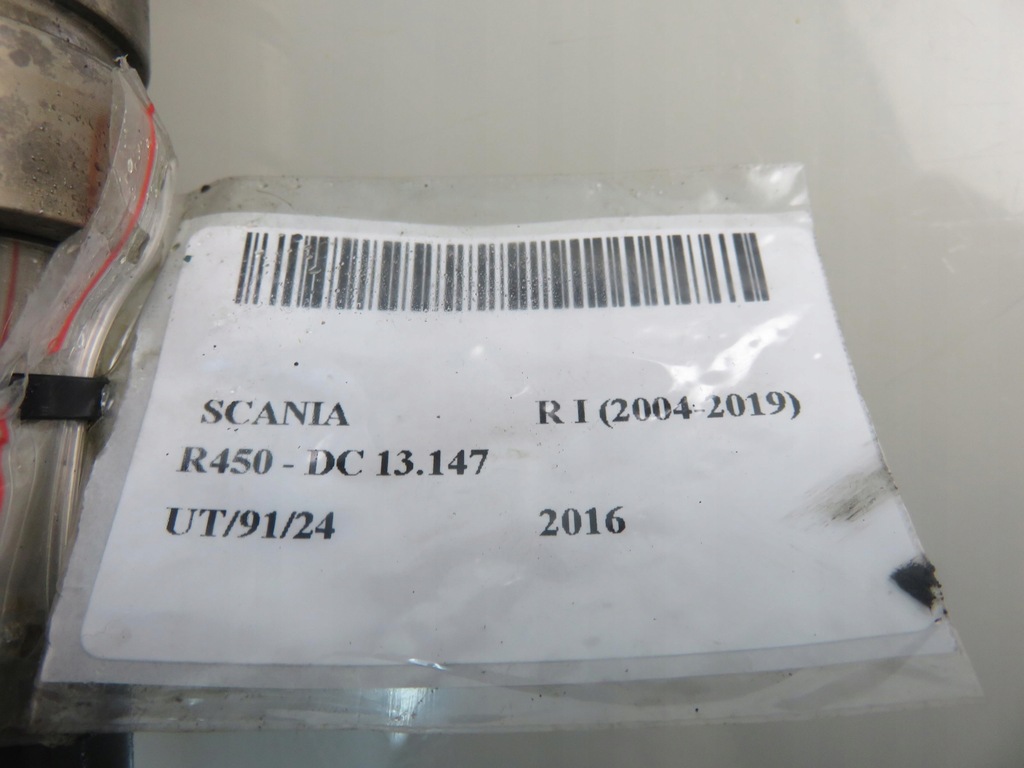 SCANIA R I (2004-2019)
R450 - DC 13.147
UT/91/24 2016